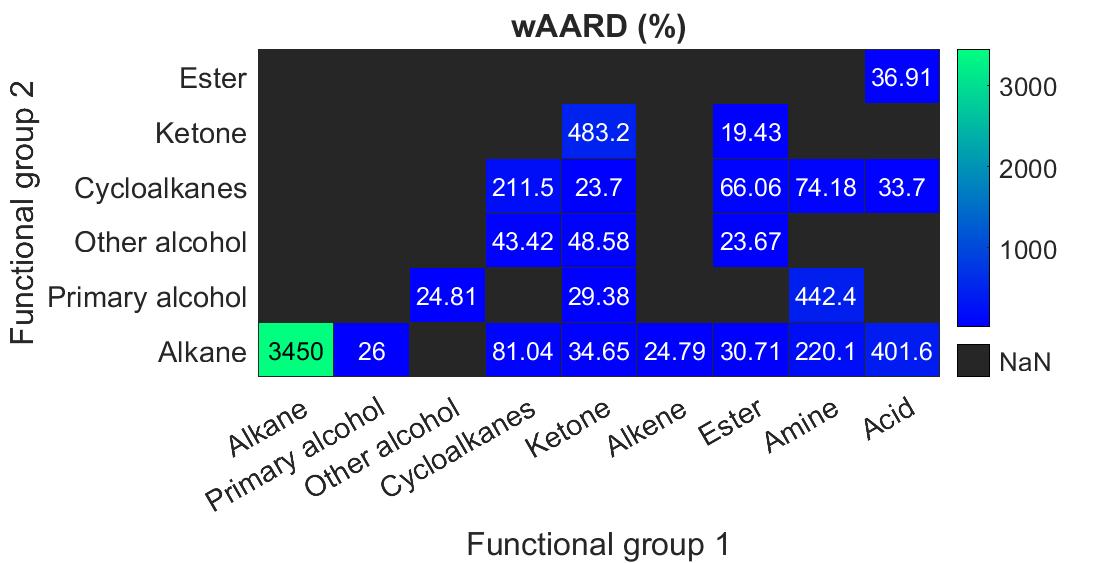 wAARD (%)
Functional group 2
Ester 36.91
Ketone 483.2 19.43
Cycloalkanes 211.5 23.7 66.06 74.18 33.7
Other alcohol 43.42 48.58 23.67
Primary alcohol 24.81 29.38 442.4
Alkane 3450 26 81.04 34.65 24.79 30.71 220.1 401.6
Alkane
Primary alcohol
Other alcohol
Cycloalkanes
Ketone
Alkene
Ester
Amine
Acid
Functional group 1
3000
2000
1000
NaN